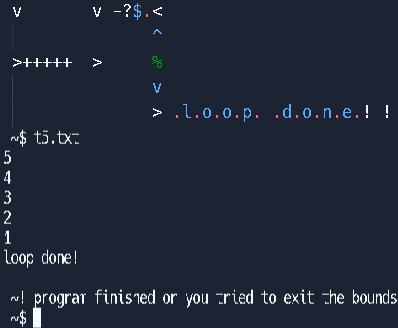 v v -?$.<
^
>+++++ > %
v
> .l.o.o.p. .d.o.n.e.! !
~$ t5.txt
5
4
3
2
1
loop done!
~! program finished or you tried to exit the bounds
~$